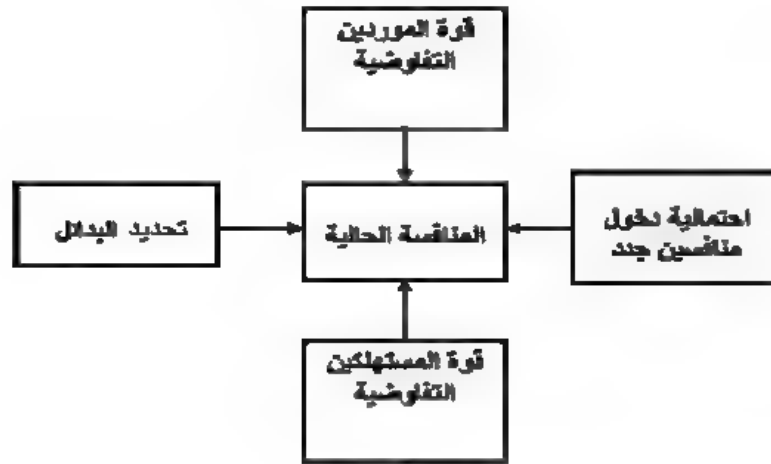 قوة الموردين
التفاوضية
احتمالية دخول
منافسين جدد
المنافسة الحالية
تحديد البدائل
قوة المستهلكين
التفاوضية